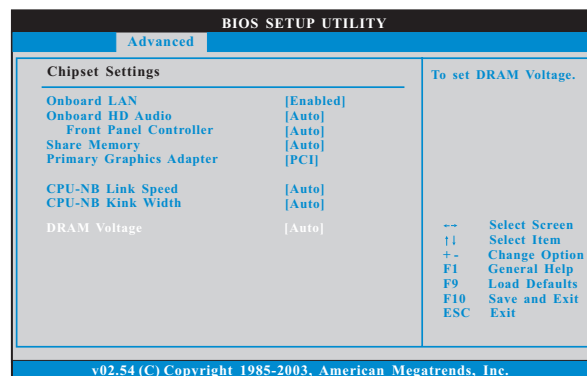 BIOS SETUP UTILITY
Advanced
Chipset Settings
Onboard LAN [Enabled]
Onboard HD Audio [Auto]
Front Panel Controller [Auto]
Share Memory [Auto]
Primary Graphics Adapter [PCI]
CPU-NB Link Speed [Auto]
CPU-NB Kink Width [Auto]
DRAM Voltage [Auto]
To set DRAM Voltage.
←→ Select Screen
↑↓ Select Item
+- Change Option
F1 General Help
F9 Load Defaults
F10 Save and Exit
ESC Exit
v02.54 (C) Copyright 1985-2003, American Megatrends, Inc.